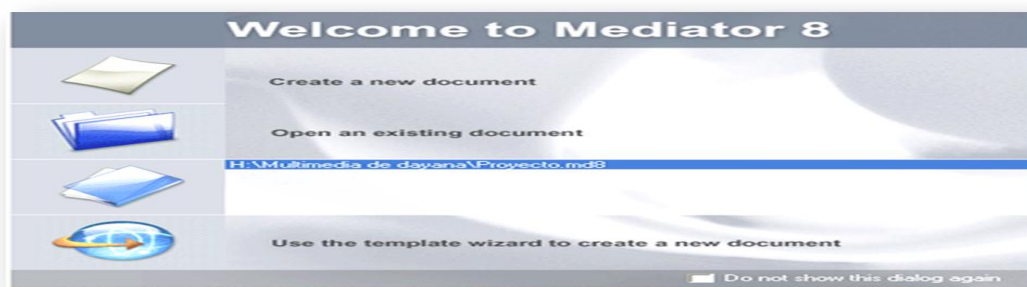 Welcome to Mediator 8
Create a new document
Open an existing document
H:\Multimedia de dayana\Proyecto.md8
Use the template wizard to create a new document
Do not show this dialog again